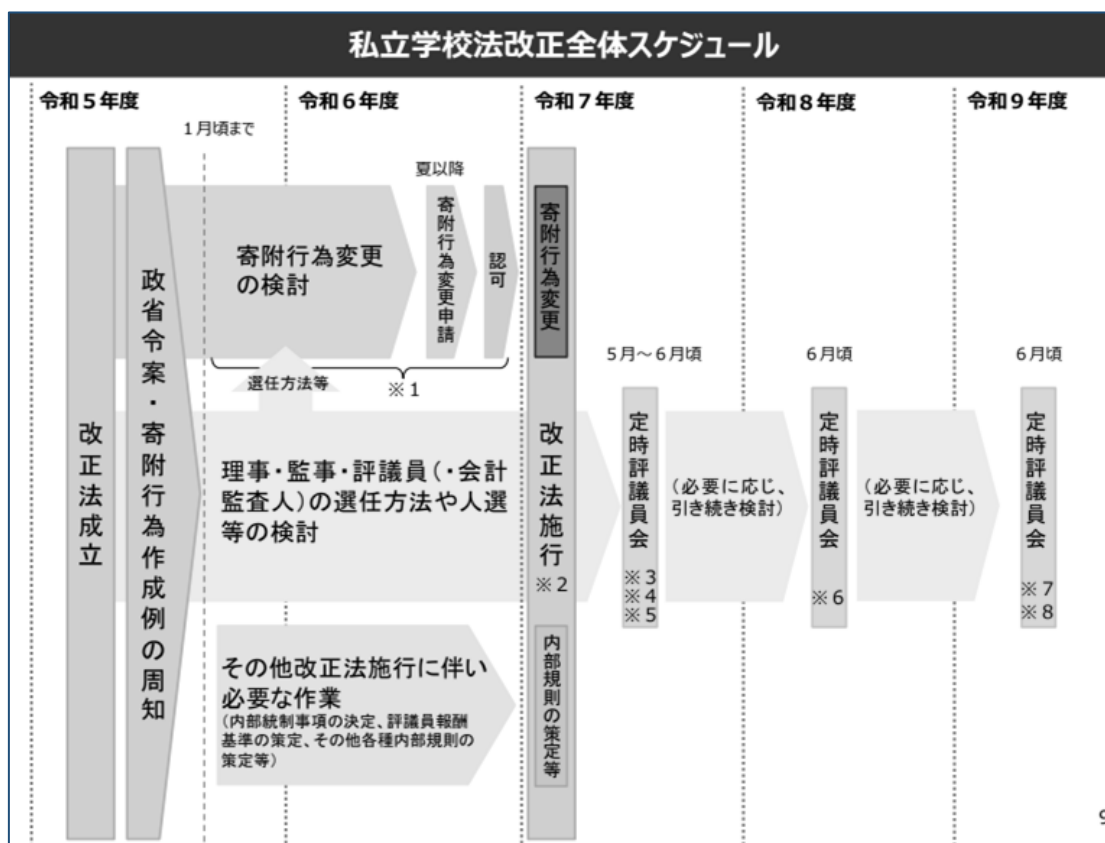 私立学校法改正全体スケジュール
令和5年度
令和6年度
令和7年度
令和8年度
令和9年度
1月頃まで
改正法成立
政省令案・寄附行為作成例の周知
寄附行為変更
の検討
夏以降
寄附行為変更申請
認可
寄附行為変更
選任方法等
※1
理事・監事・評議員(・会計
監査人)の選任方法や人選
等の検討
改正法施行
※2
5月~6月頃
定時評議員会
※3
※4
※5
(必要に応じ、
引き続き検討)
6月頃
定時評議員会
※6
(必要に応じ、
引き続き検討)
6月頃
定時評議員会
※7
※8
その他改正法施行に伴い
必要な作業
(内部統制事項の決定、評議員報酬
基準の策定、その他各種内部規則の
策定等)
内部規則の策定等